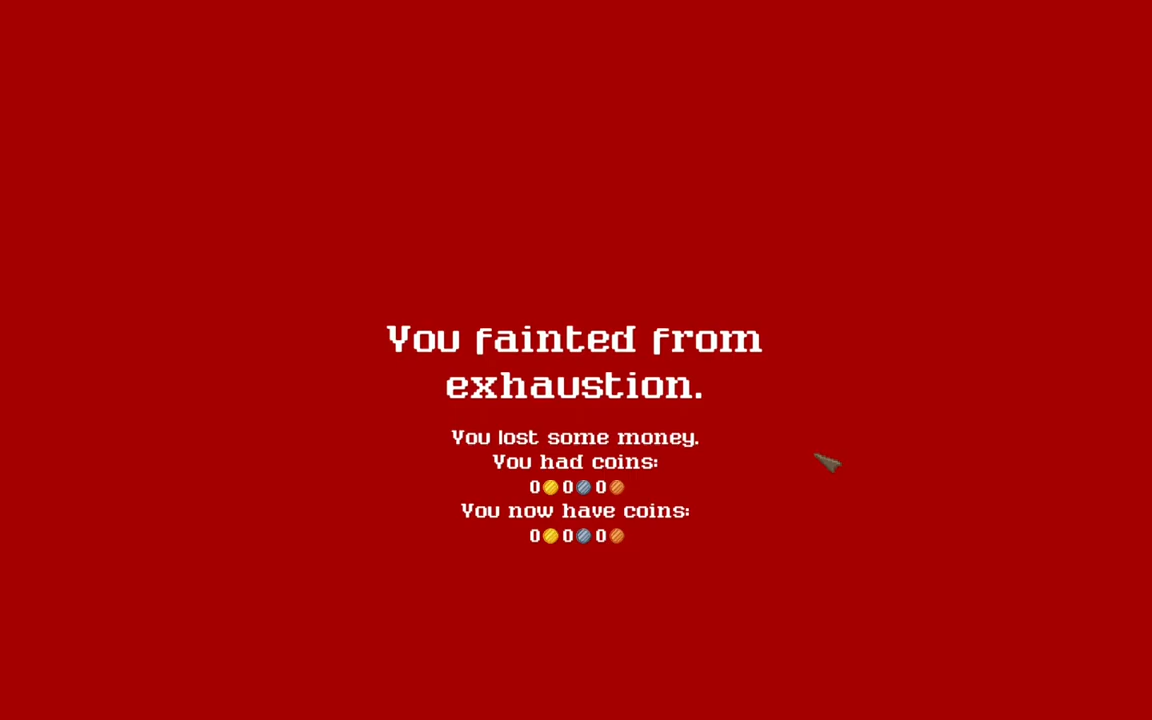 You fainted from
exhaustion.
You lost some money.
You had coins:
0 0 0
You now have coins:
0 0 0